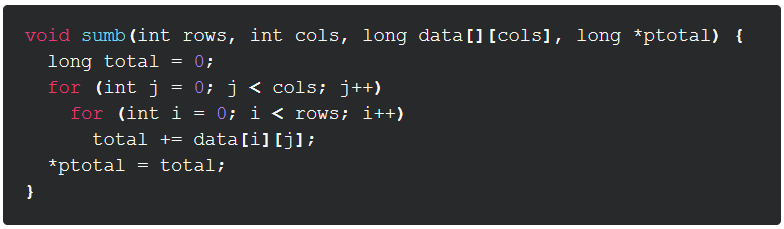 void sumb(int rows, int cols, long data[][cols], long *ptotal) {
  long total = 0;
  for (int j = 0; j < cols; j++)
    for (int i = 0; i < rows; i++)
      total += data[i][j];
  *ptotal = total;
}